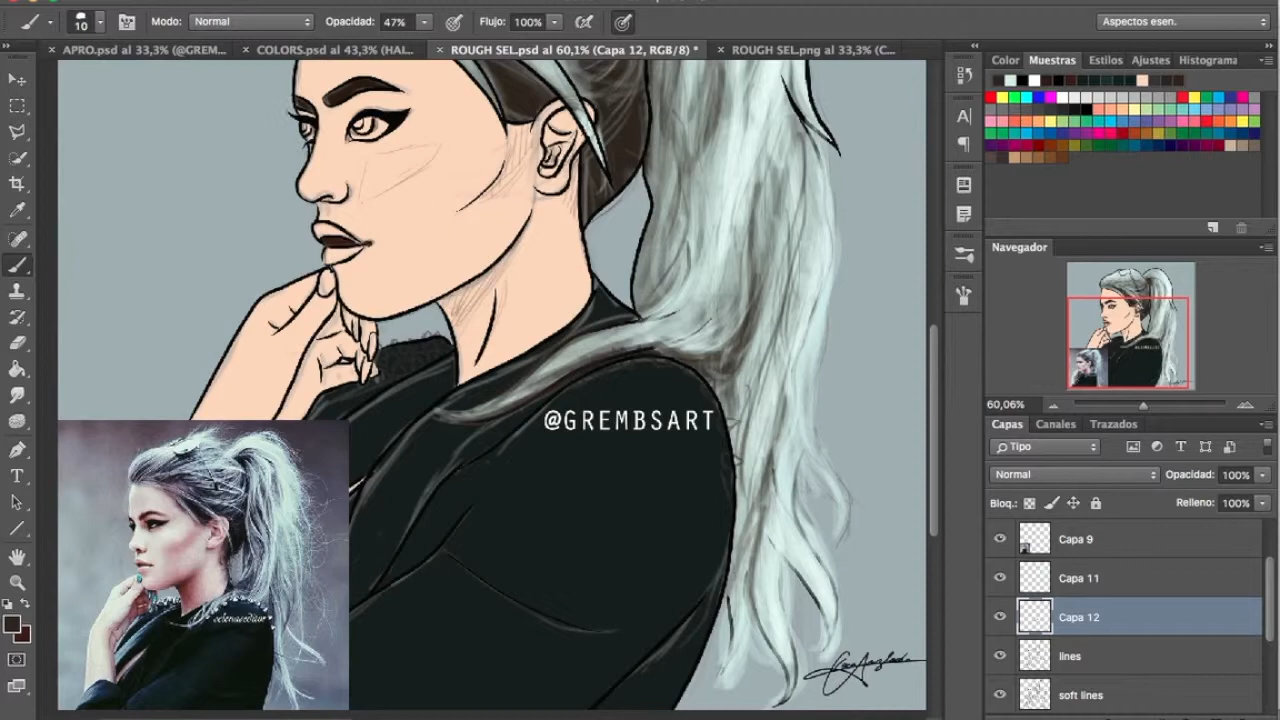 10 Modo: Normal Opacidad: 47% Flujo: 100% Aspectos esen.
APRO.psd al 33,3% (@GREM... COLORS.psd al 43,3% (HAL... ROUGH SEL.psd al 60,1% (Capa 12, RGB/8) * ROUGH SEL.png al 33,3% (C...
Color Muestras Estilos Ajustes Histograma
Navegador
60,06%
Capas Canales Trazados
Tipo
Normal Opacidad: 100%
Bloq.: Relleno: 100%
Capa 9
Capa 11
Capa 12
lines
soft lines
@GREMBSART